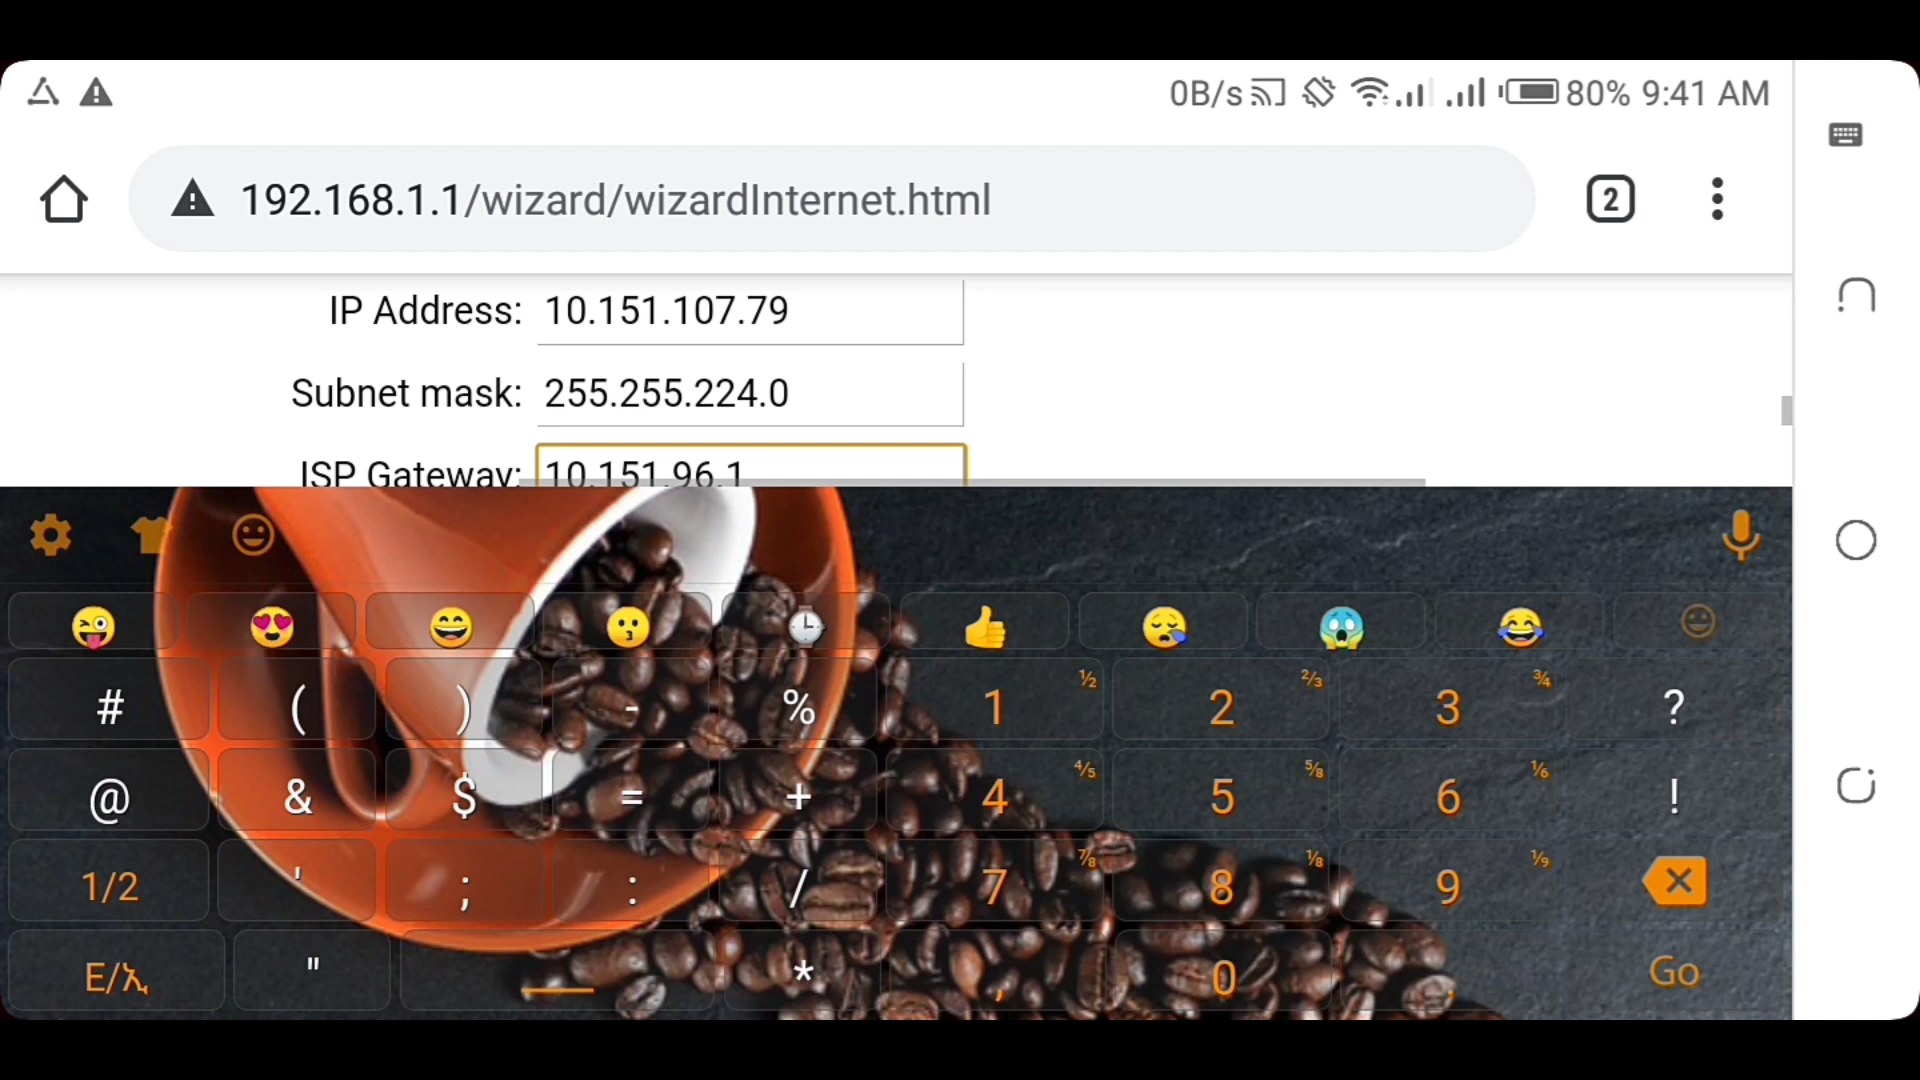 0B/s 80% 9:41 AM
192.168.1.1/wizard/wizardInternet.html
2
IP Address: 10.151.107.79
Subnet mask: 255.255.224.0
ISP Gateway: 10.151.96.1
# ( ) - % 1 ½ 2 ⅔ 3 ¾ ?
@ & $ = + 4 ⅘ 5 ⅝ 6 ⅙ !
1/2 ' ; : / 7 ⅞ 8 ⅛ 9 ⅑
E/ኢ " * , 0 . Go